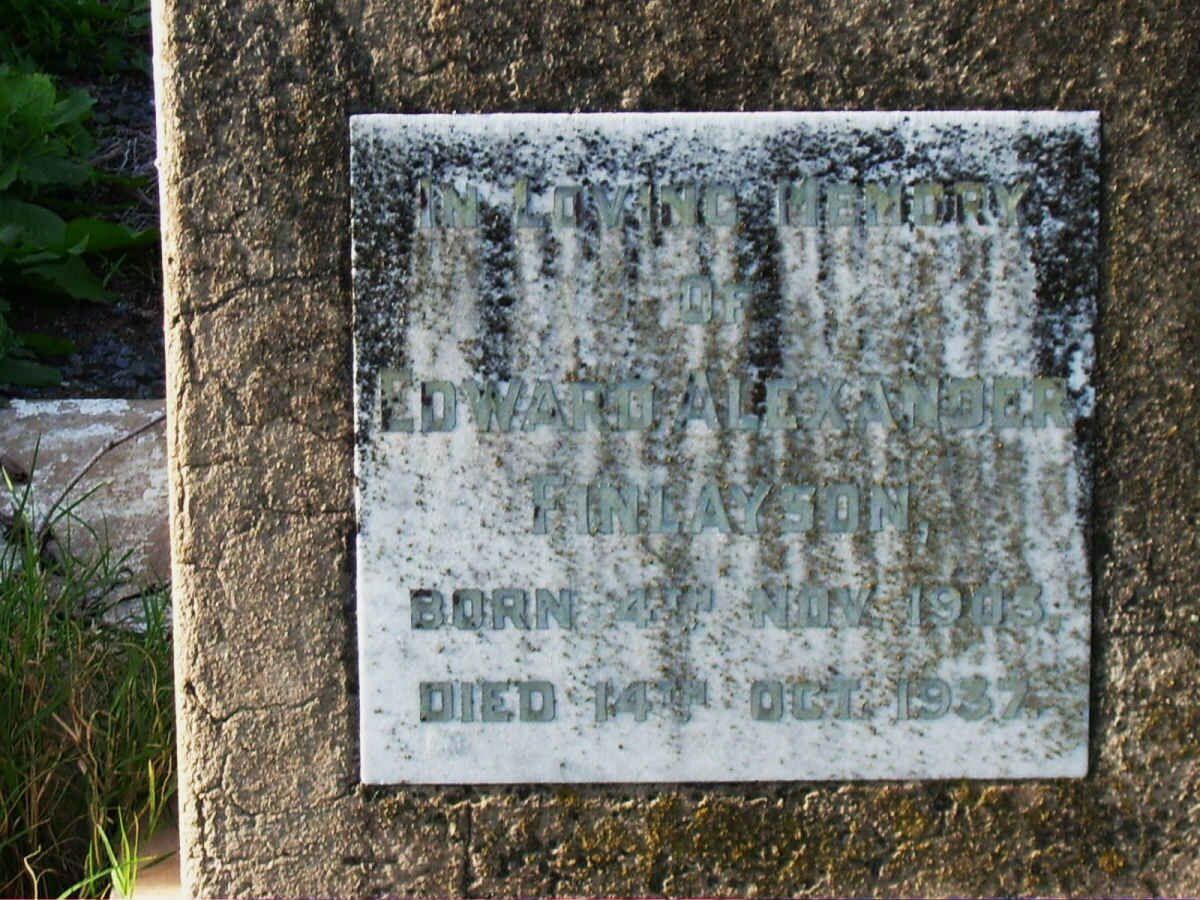 IN LOVING MEMORY
OF
EDWARD ALEXANDER
FINLAYSON,
BORN 4TH NOV. 1903,
DIED 14TH OCT. 1937.